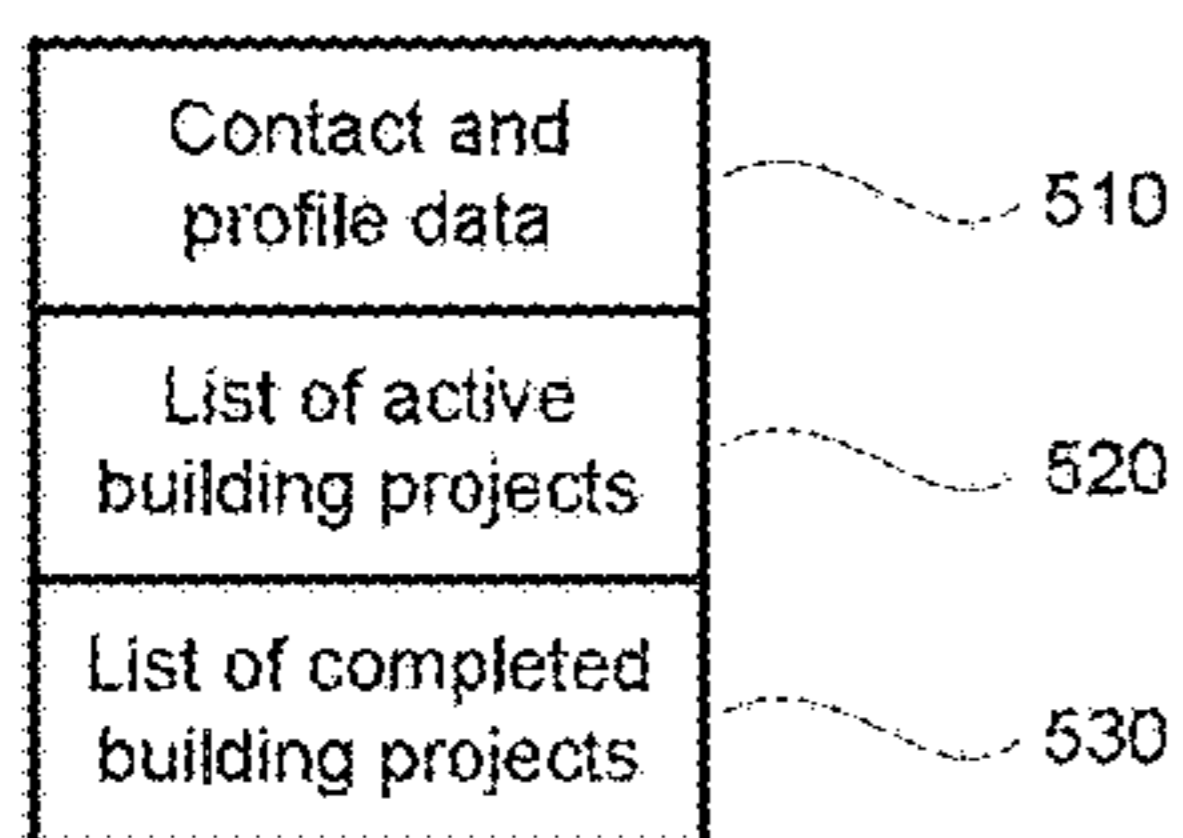 Contact and
profile data
510
List of active
building projects
520
List of completed
building projects
530